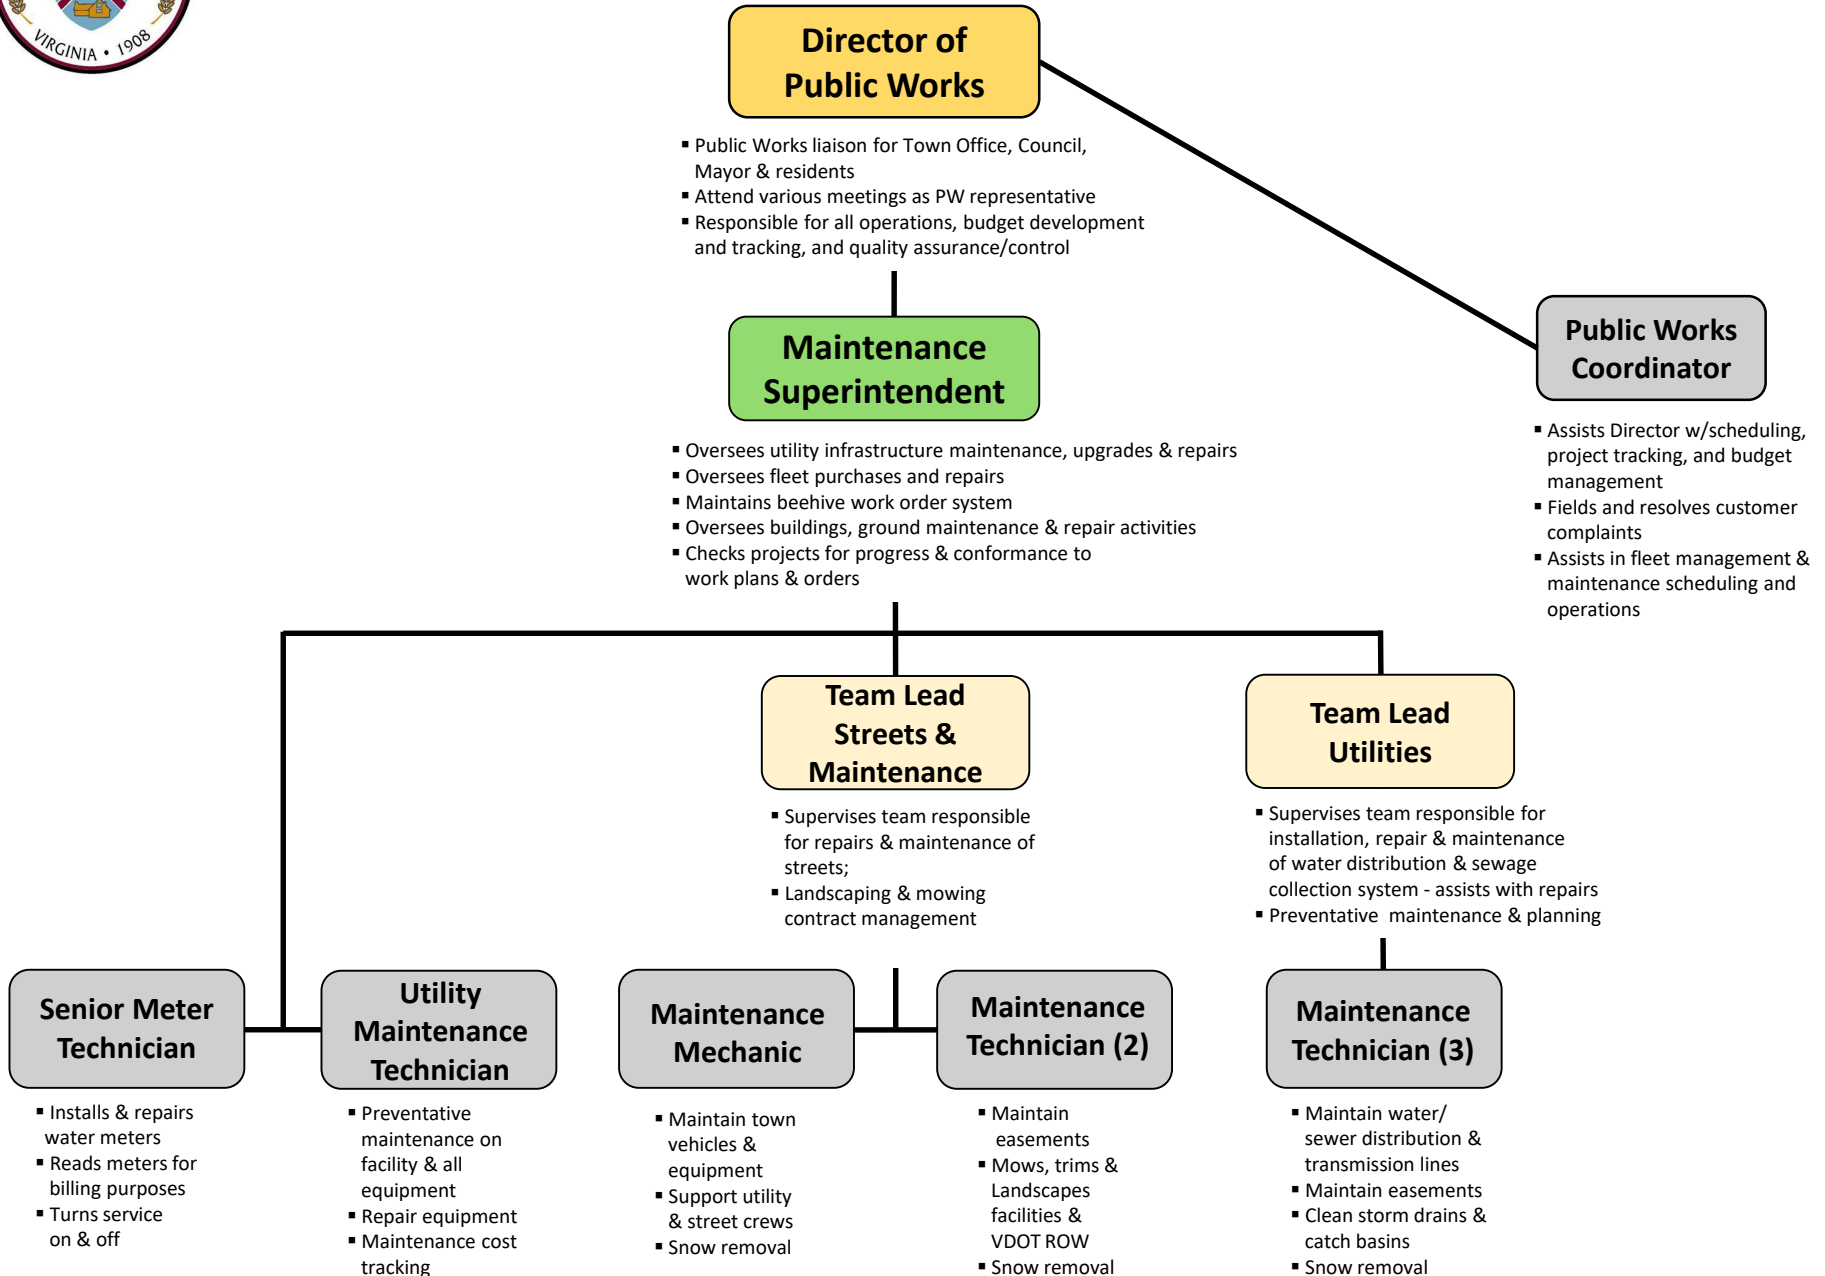 VIRGINIA • 1908
Director of
Public Works
▪ Public Works liaison for Town Office, Council,
Mayor & residents
▪ Attend various meetings as PW representative
▪ Responsible for all operations, budget development
and tracking, and quality assurance/control
Maintenance
Superintendent
▪ Oversees utility infrastructure maintenance, upgrades & repairs
▪ Oversees fleet purchases and repairs
▪ Maintains beehive work order system
▪ Oversees buildings, ground maintenance & repair activities
▪ Checks projects for progress & conformance to
work plans & orders
Public Works
Coordinator
▪ Assists Director w/scheduling,
project tracking, and budget
management
▪ Fields and resolves customer
complaints
▪ Assists in fleet management &
maintenance scheduling and
operations
Team Lead
Streets &
Maintenance
▪ Supervises team responsible
for repairs & maintenance of
streets;
▪ Landscaping & mowing
contract management
Team Lead
Utilities
▪ Supervises team responsible for
installation, repair & maintenance
of water distribution & sewage
collection system - assists with repairs
▪ Preventative  maintenance & planning
Senior Meter
Technician
▪ Installs & repairs
water meters
▪ Reads meters for
billing purposes
▪ Turns service
on & off
Utility
Maintenance
Technician
▪ Preventative
maintenance on
facility & all
equipment
▪ Repair equipment
▪ Maintenance cost
tracking
Maintenance
Mechanic
▪ Maintain town
vehicles &
equipment
▪ Support utility
& street crews
▪ Snow removal
Maintenance
Technician (2)
▪ Maintain
easements
▪ Mows, trims &
Landscapes
facilities &
VDOT ROW
▪ Snow removal
Maintenance
Technician (3)
▪ Maintain water/
sewer distribution &
transmission lines
▪ Maintain easements
▪ Clean storm drains &
catch basins
▪ Snow removal